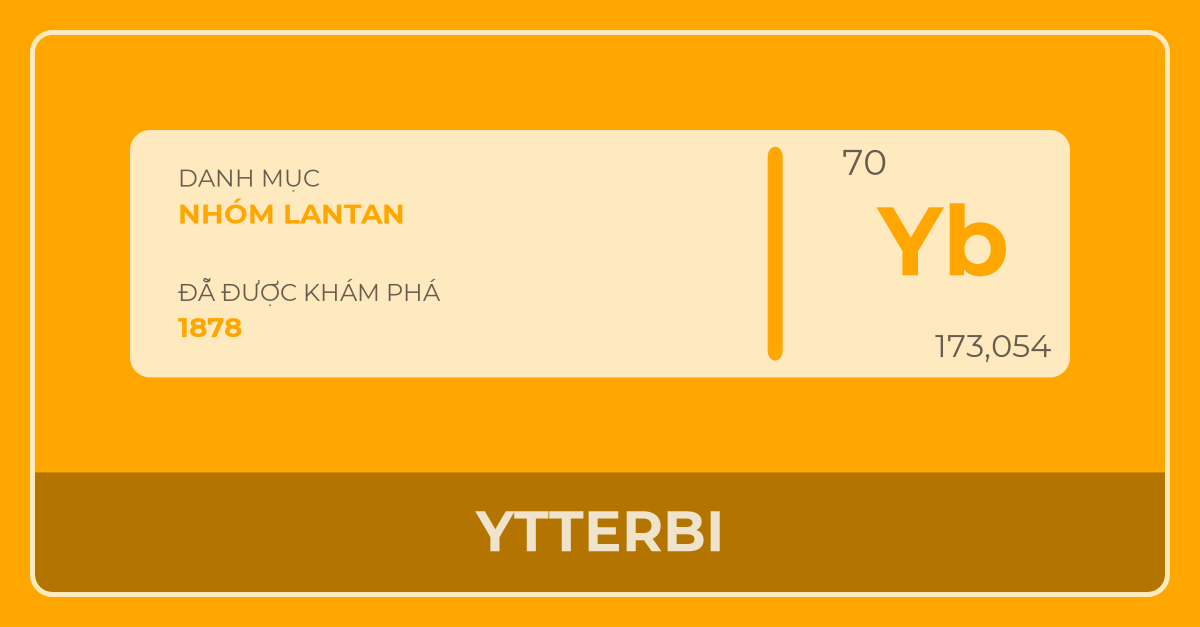 DANH MỤC
NHÓM LANTAN
ĐÃ ĐƯỢC KHÁM PHÁ
1878
70
Yb
173,054
YTTERBI